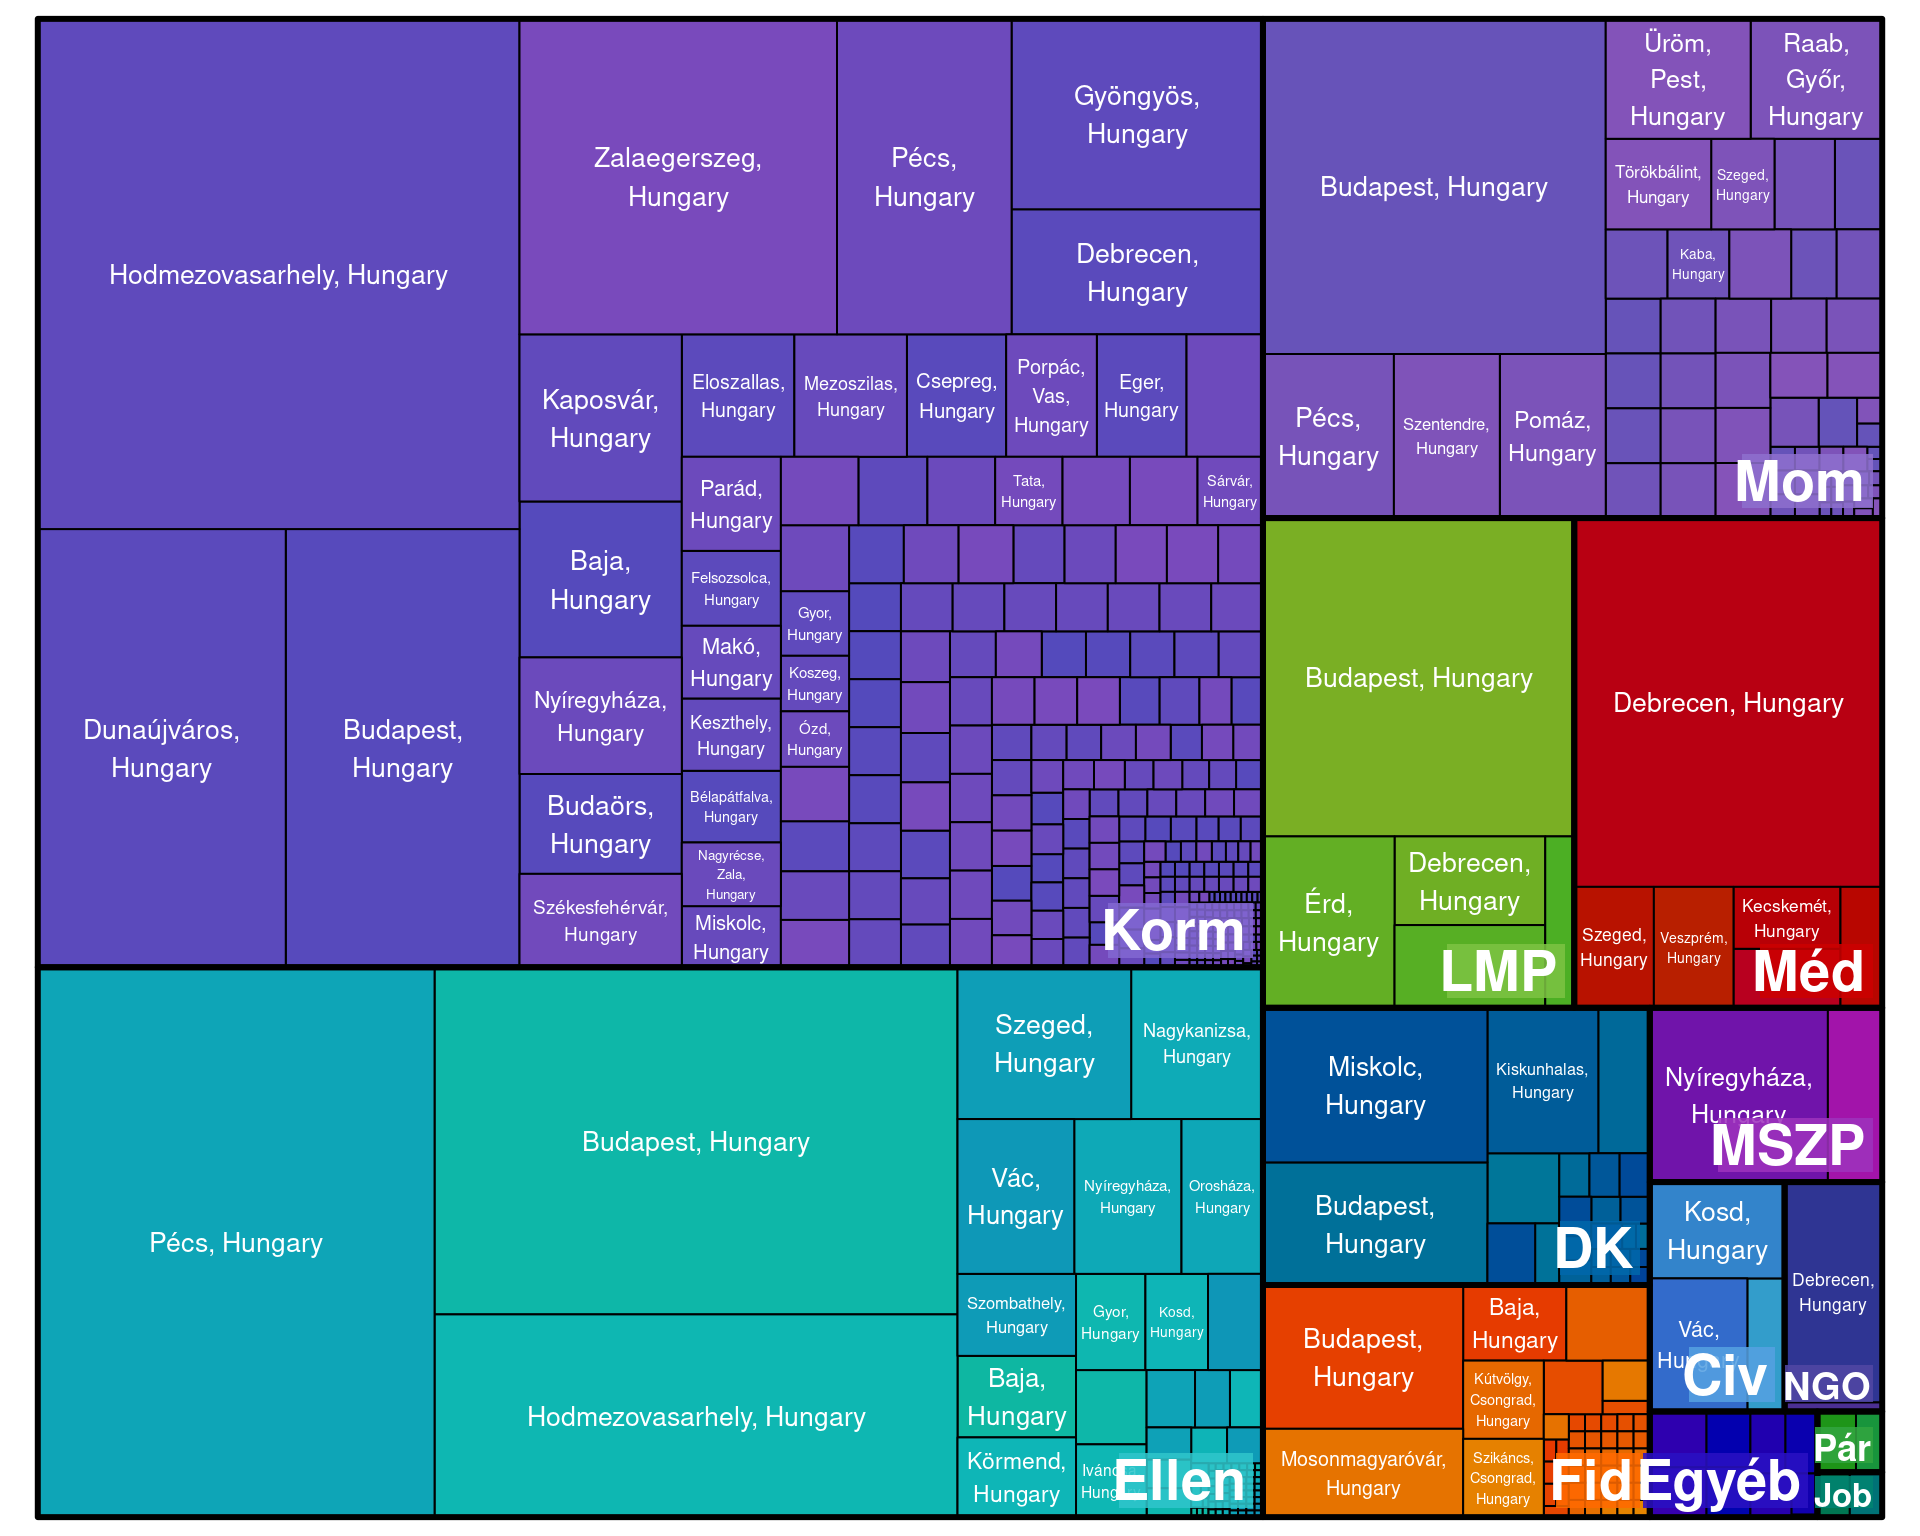 Hodmezovasarhely, Hungary
Dunaújváros,
Hungary
Budapest,
Hungary
Zalaegerszeg,
Hungary
Pécs,
Hungary
Gyöngyös,
Hungary
Debrecen,
Hungary
Kaposvár,
Hungary
Baja,
Hungary
Nyíregyháza,
Hungary
Budaörs,
Hungary
Székesfehérvár,
Hungary
Eloszallas,
Hungary
Mezoszilas,
Hungary
Csepreg,
Hungary
Porpác,
Vas,
Hungary
Eger,
Hungary
Parád,
Hungary
Felsozsolca,
Hungary
Makó,
Hungary
Keszthely,
Hungary
Bélapátfalva,
Hungary
Nagyrécse,
Zala,
Hungary
Miskolc,
Hungary
Tata,
Hungary
Sárvár,
Hungary
Gyor,
Hungary
Koszeg,
Hungary
Ózd,
Hungary
Korm
Budapest, Hungary
Üröm,
Pest,
Hungary
Raab,
Győr,
Hungary
Törökbálint,
Hungary
Szeged,
Hungary
Kaba,
Hungary
Pécs,
Hungary
Szentendre,
Hungary
Pomáz,
Hungary
Mom
Budapest, Hungary
Érd,
Hungary
Debrecen,
Hungary
LMP
Debrecen, Hungary
Szeged,
Hungary
Veszprém,
Hungary
Kecskemét,
Hungary
Méd
Pécs, Hungary
Budapest, Hungary
Hodmezovasarhely, Hungary
Szeged,
Hungary
Nagykanizsa,
Hungary
Vác,
Hungary
Nyíregyháza,
Hungary
Orosháza,
Hungary
Szombathely,
Hungary
Gyor,
Hungary
Kosd,
Hungary
Baja,
Hungary
Körmend,
Hungary
Ellen
Miskolc,
Hungary
Kiskunhalas,
Hungary
Budapest,
Hungary
DK
Nyíregyháza,
Hungary
MSZP
Kosd,
Hungary
Vác,
Civ
Debrecen,
Hungary
NGO
Budapest,
Hungary
Baja,
Hungary
Kútvölgy,
Csongrad,
Hungary
Mosonmagyaróvár,
Hungary
Szikáncs,
Csongrad,
Hungary
Fid
Egyéb
Pár
Job